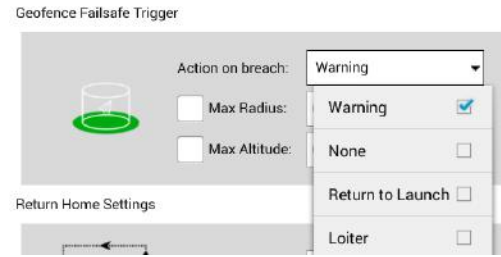 Geofence Failsafe Trigger
Action on breach: Warning
Max Radius:
Warning
Max Altitude:
None
Return to Launch
Return Home Settings
Loiter